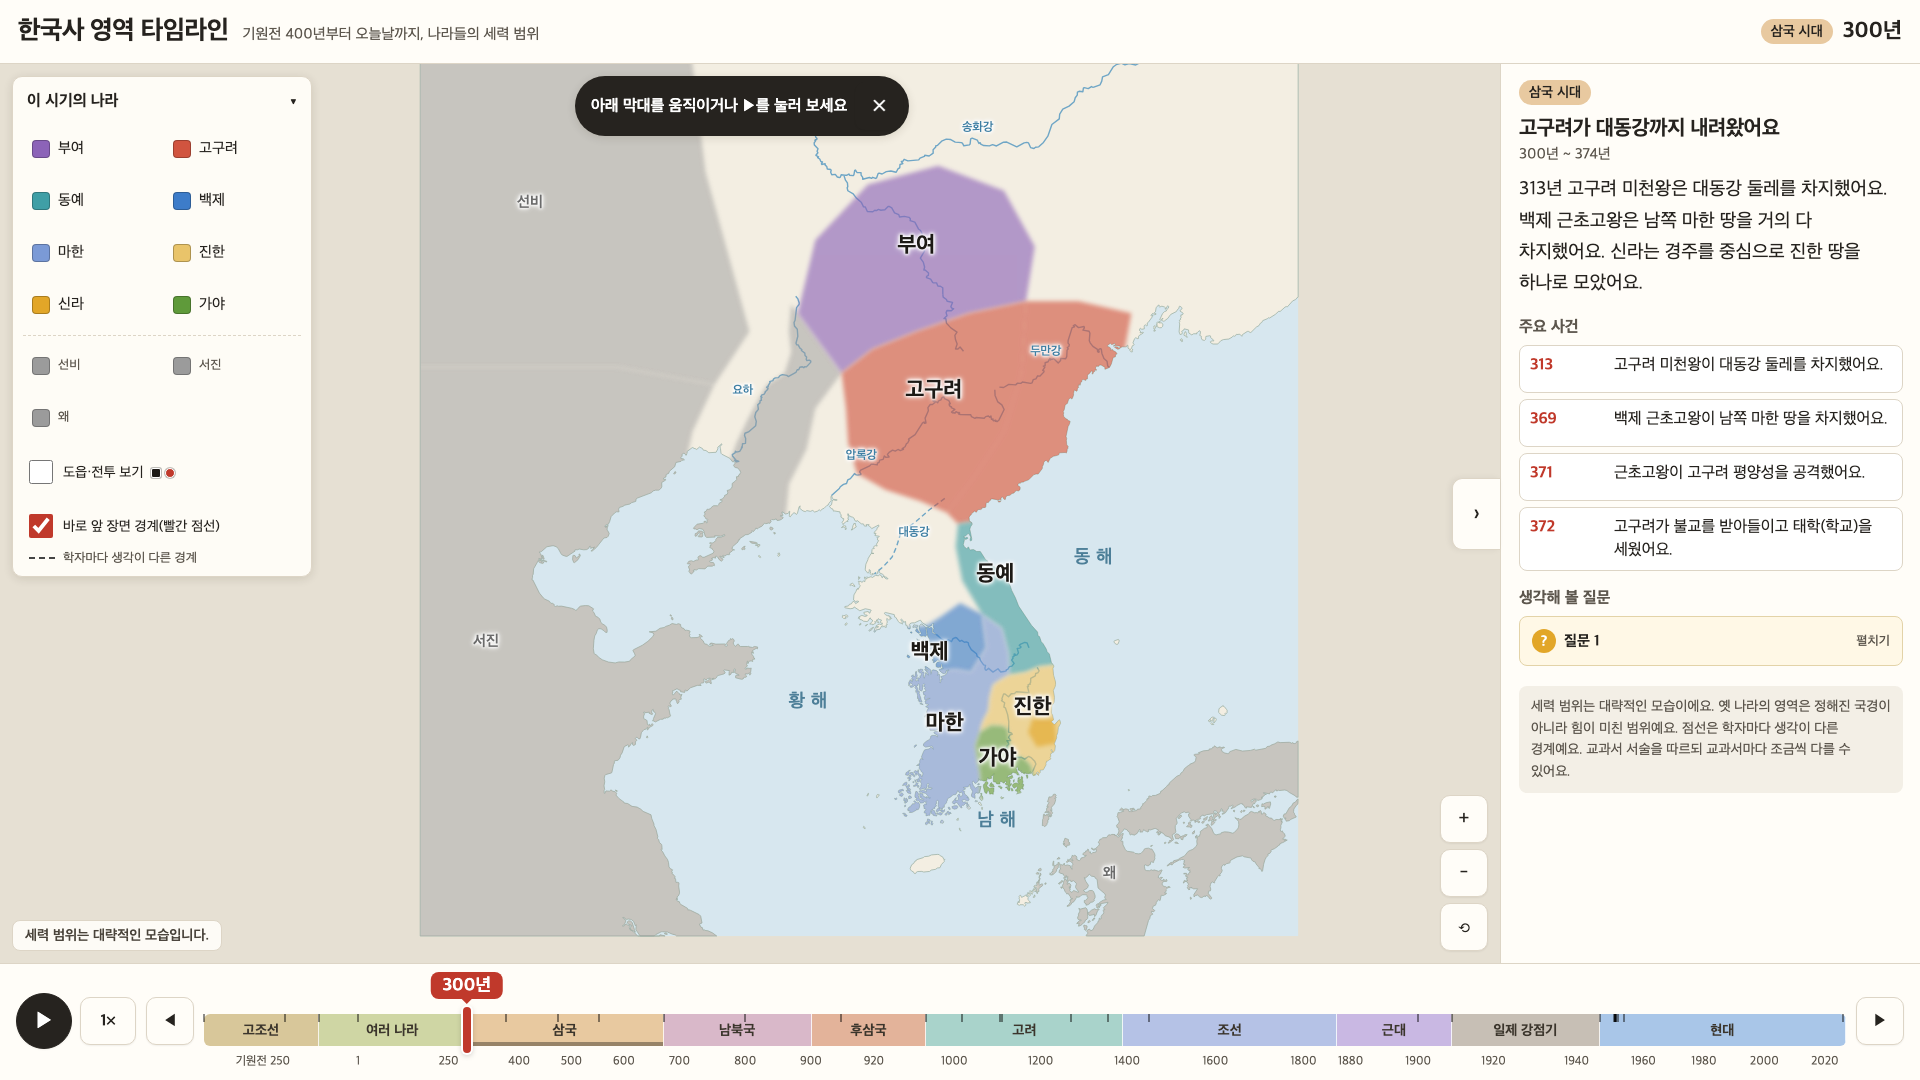 한국사 영역 타임라인
기원전 400년부터 오늘날까지, 나라들의 세력 범위
삼국 시대
300년
이 시기의 나라
▼
부여
고구려
동예
백제
마한
진한
신라
가야
선비
서진
왜
도읍·전투 보기
바로 앞 장면 경계(빨간 점선)
학자마다 생각이 다른 경계
세력 범위는 대략적인 모습입니다.
아래 막대를 움직이거나 ▶를 눌러 보세요
✕
송화강
선비
부여
두만강
요하
고구려
압록강
대동강
동 해
동예
서진
백제
황 해
마한
진한
가야
남 해
왜
›
+
−
⟲
삼국 시대
고구려가 대동강까지 내려왔어요
300년 ~ 374년
313년 고구려 미천왕은 대동강 둘레를 차지했어요.
백제 근초고왕은 남쪽 마한 땅을 거의 다
차지했어요. 신라는 경주를 중심으로 진한 땅을
하나로 모았어요.
주요 사건
313 고구려 미천왕이 대동강 둘레를 차지했어요.
369 백제 근초고왕이 남쪽 마한 땅을 차지했어요.
371 근초고왕이 고구려 평양성을 공격했어요.
372 고구려가 불교를 받아들이고 태학(학교)을
세웠어요.
생각해 볼 질문
? 질문 1 펼치기
세력 범위는 대략적인 모습이에요. 옛 나라의 영역은 정해진 국경이
아니라 힘이 미친 범위예요. 점선은 학자마다 생각이 다른
경계예요. 교과서 서술을 따르되 교과서마다 조금씩 다를 수
있어요.
300년
▶
1×
◀
고조선
여러 나라
삼국
남북국
후삼국
고려
조선
근대
일제 강점기
현대
▶
기원전 250
1
250
400
500
600
700
800
900
920
1000
1200
1400
1600
1800
1880
1900
1920
1940
1960
1980
2000
2020